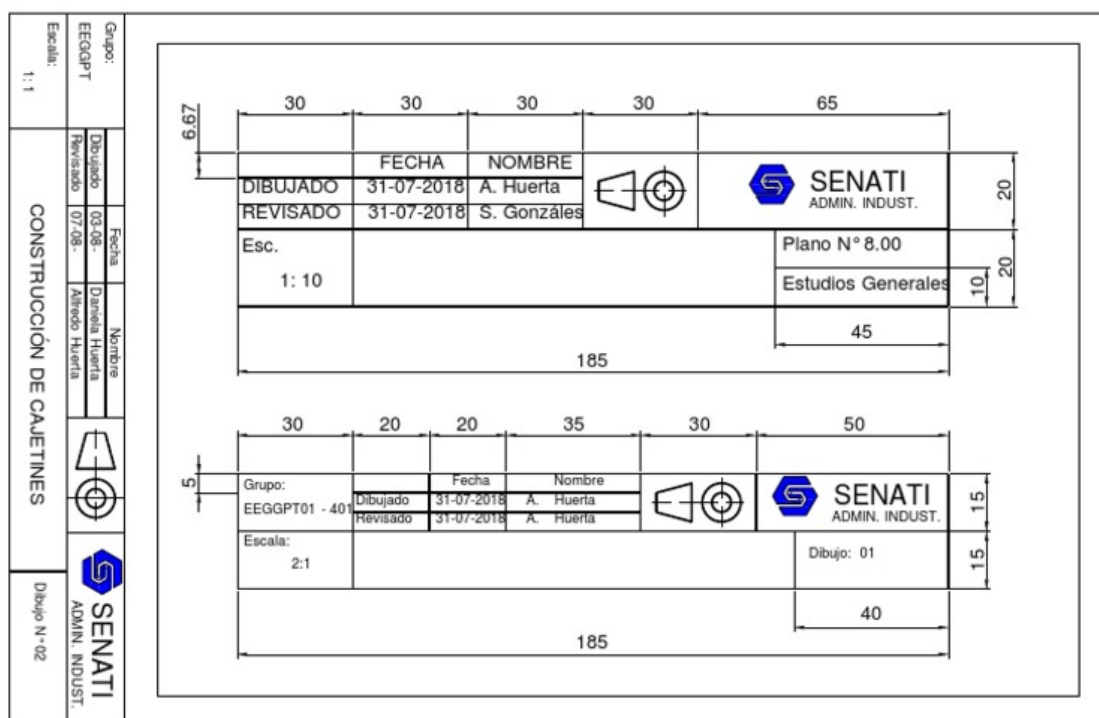 Grupo:
EEGGPT
Escala:
1:1
Fecha
Nombre
Dibujado
03-08-
Daniela Huerta
Revisado
07-08-
Alfredo Huerta
CONSTRUCCIÓN DE CAJETINES
SENATI
ADMIN. INDUST.
Dibujo N°02
30
30
30
30
65
6.67
FECHA
NOMBRE
DIBUJADO
31-07-2018
A. Huerta
REVISADO
31-07-2018
S. Gonzáles
SENATI
ADMIN. INDUST.
20
Esc.
1: 10
Plano N° 8.00
Estudios Generales
10
20
45
185
30
20
20
35
30
50
5
Grupo:
EEGGPT01 - 401
Fecha
Nombre
Dibujado
31-07-2018
A. Huerta
Revisado
31-07-2018
A. Huerta
SENATI
ADMIN. INDUST.
15
Escala:
2:1
Dibujo: 01
15
40
185